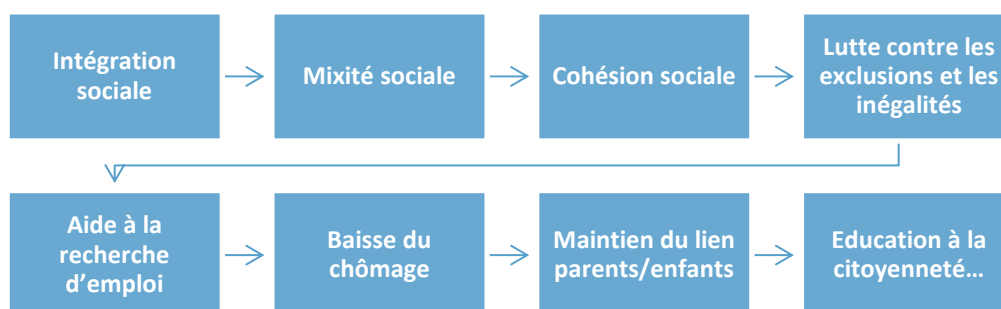 Intégration
sociale
Mixité sociale
Cohésion sociale
Lutte contre les
exclusions et les
inégalités
Aide à la
recherche
d’emploi
Baisse du
chômage
Maintien du lien
parents/enfants
Education à la
citoyenneté…